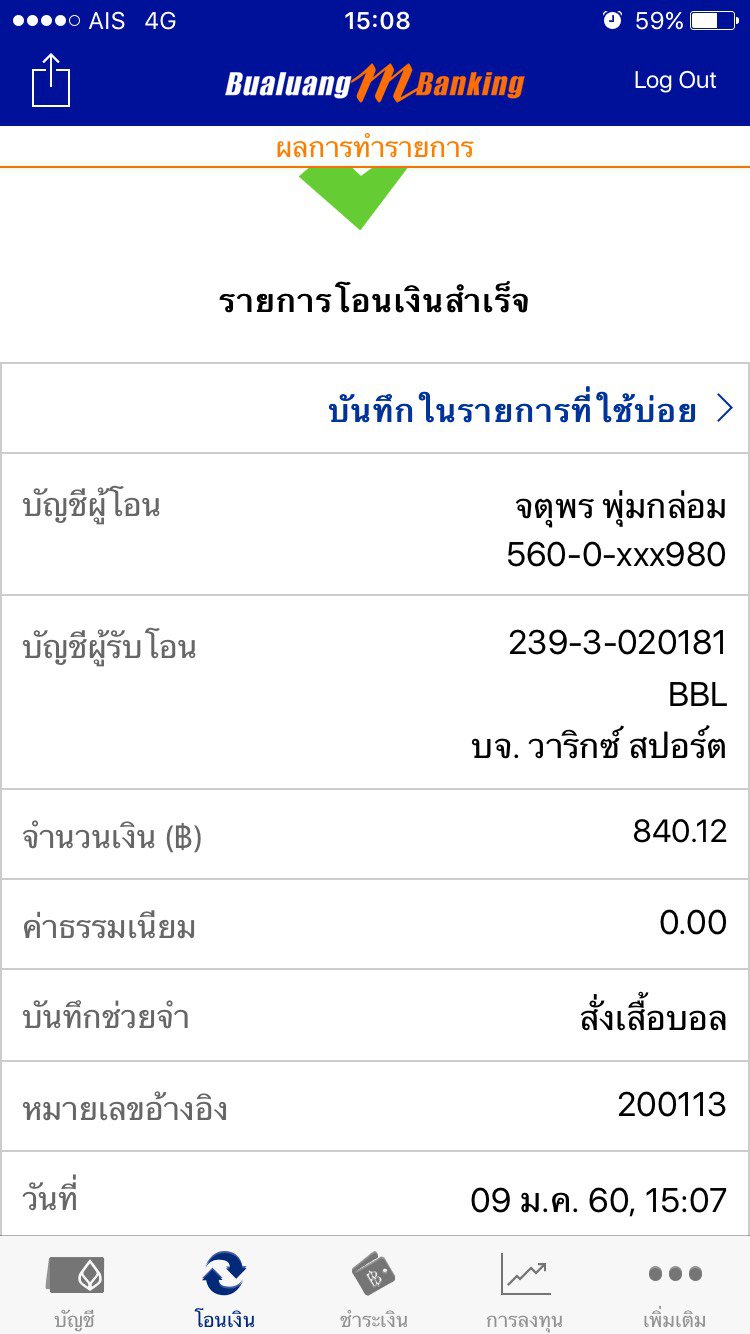 AIS 4G 15:08 59%
Bualuang mBanking Log Out
ผลการทำรายการ
รายการโอนเงินสำเร็จ
บันทึกในรายการที่ใช้บ่อย
บัญชีผู้โอน จตุพร พุ่มกล่อม
560-0-xxx980
บัญชีผู้รับโอน 239-3-020181
BBL
บจ. วาริกซ์ สปอร์ต
จำนวนเงิน (฿) 840.12
ค่าธรรมเนียม 0.00
บันทึกช่วยจำ สั่งเสื้อบอล
หมายเลขอ้างอิง 200113
วันที่ 09 ม.ค. 60, 15:07
บัญชี โอนเงิน ชำระเงิน การลงทุน เพิ่มเติม